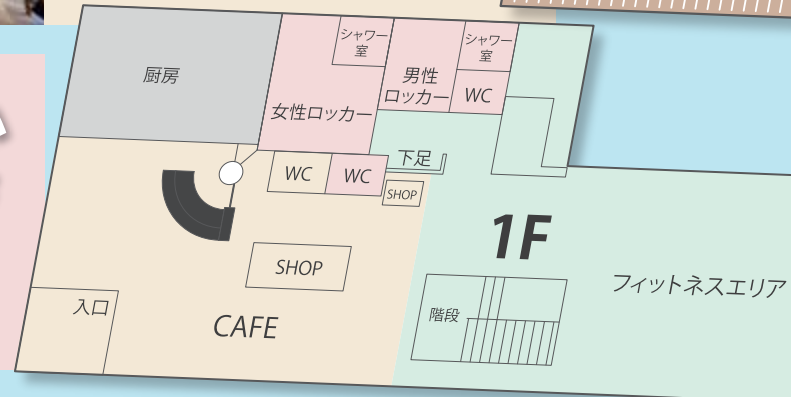 シャワー
室
シャワー
室
厨房
男性
ロッカー
WC
女性ロッカー
下足
WC
WC
SHOP
1F
SHOP
フィットネスエリア
入口
階段
CAFE